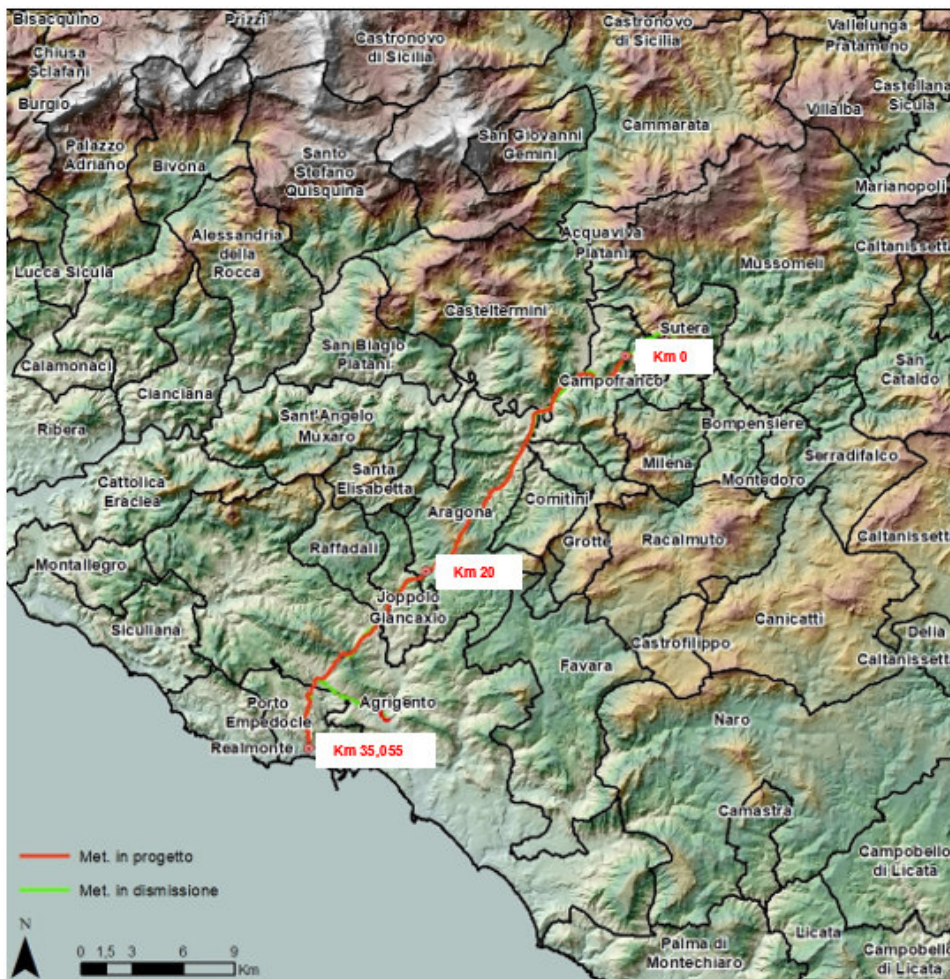 Bisacquino
Prizzi
Castronovo
di Sicilia
Castronovo
di Sicilia
Vallelunga
Pratameno
Chiusa
Sclafani
Castellana
Sicula
Burgio
Villalba
Palazzo
Adriano
Bivona
Santo
Stefano
Quisquina
San Giovanni
Gemini
Cammarata
Marianopoli
Alessandria
della
Rocca
Acquaviva
Platani
Caltanissetta
Lucca Sicula
Mussomeli
Casteltermini
Sutera
Km 0
San Biagio
Platani
Calamonaci
Campofranco
San
Cataldo
Cianciana
Sant'Angelo
Muxaro
Ribera
Bompensiere
Serradifalco
Cattolica
Eraclea
Santa
Elisabetta
Milena
Montedoro
Comitini
Aragona
Raffadali
Grotte
Racalmuto
Caltanissetta
Montallegro
Km 20
Joppolo
Giancaxio
Siculiana
Canicatti
Castrofilippo
Delia
Favara
Caltanissetta
Porto
Empedocle
Agrigento
Naro
Realmonte
Km 35,055
Camastra
Met. in progetto
Campobello
di Licata
Met. in dismissione
N
0 1,5 3 6 9
Km
Licata
Palma di
Montechiaro
Campobello
di Licata